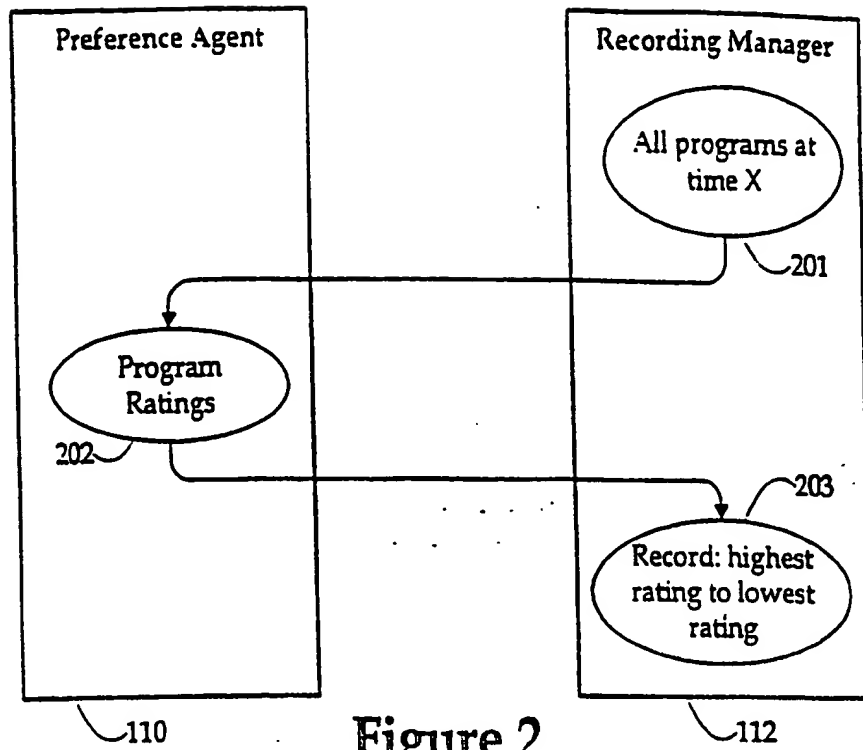 Preference Agent
Recording Manager
All programs at
time X
201
Program
Ratings
202
203
Record: highest
rating to lowest
rating
110
112
Figure 2